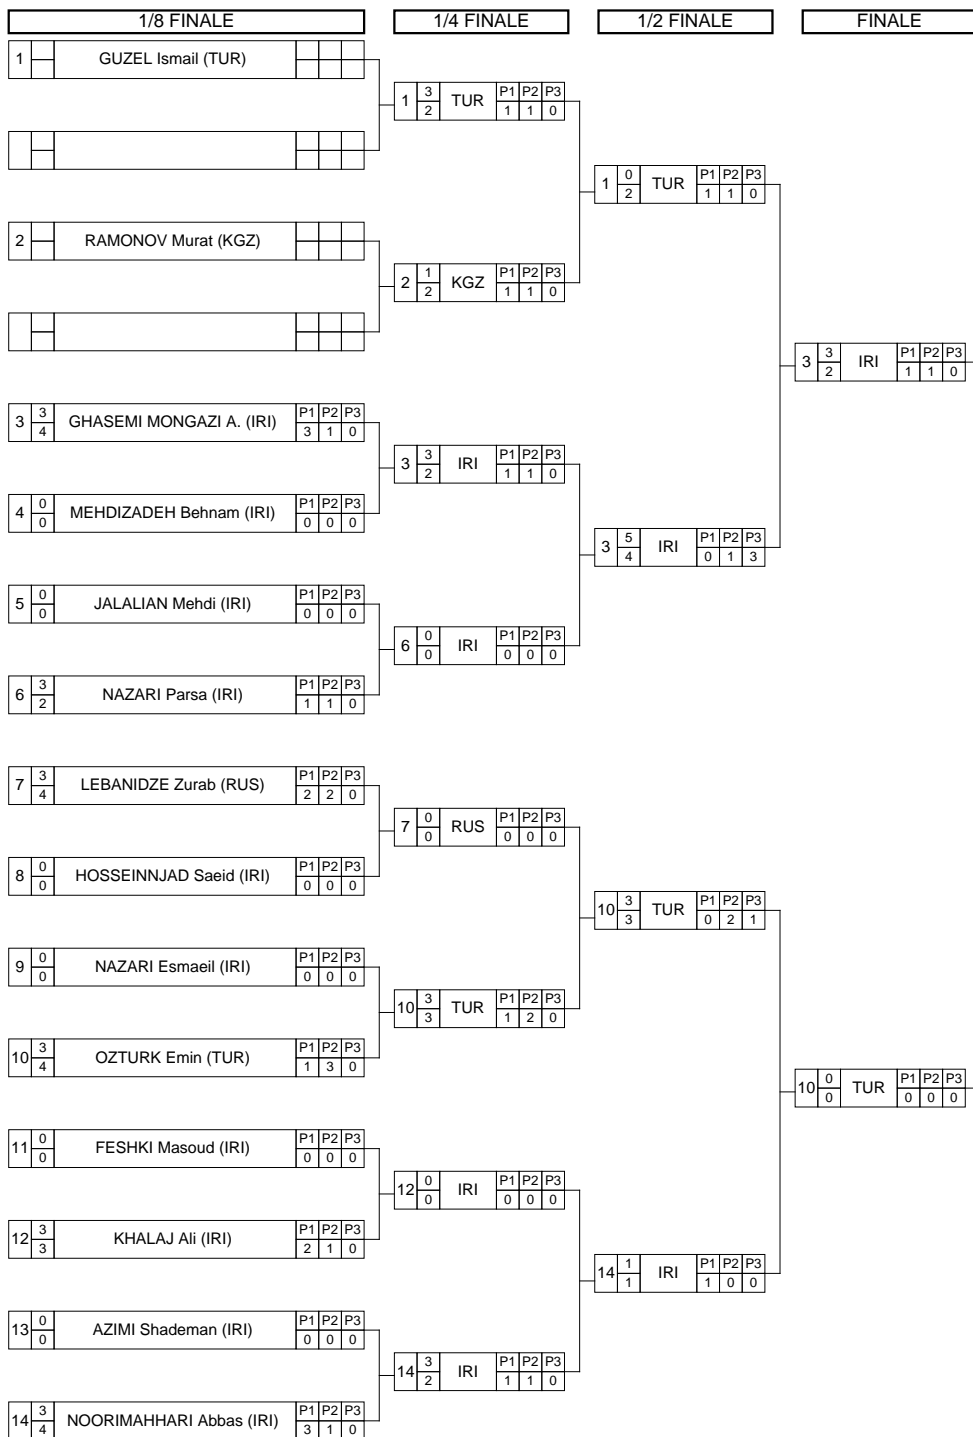 1/8 FINALE 1/4 FINALE 1/2 FINALE FINALE
1 GUZEL Ismail (TUR)
1 3 2 TUR P1 P2 P3 1 1 0
1 0 2 TUR P1 P2 P3 1 1 0
2 RAMONOV Murat (KGZ)
2 1 2 KGZ P1 P2 P3 1 1 0
3 3 2 IRI P1 P2 P3 1 1 0
3 3 4 GHASEMI MONGAZI A. (IRI) P1 P2 P3 3 1 0
3 3 2 IRI P1 P2 P3 1 1 0
4 0 0 MEHDIZADEH Behnam (IRI) P1 P2 P3 0 0 0
3 5 4 IRI P1 P2 P3 0 1 3
5 0 0 JALALIAN Mehdi (IRI) P1 P2 P3 0 0 0
6 0 0 IRI P1 P2 P3 0 0 0
6 3 2 NAZARI Parsa (IRI) P1 P2 P3 1 1 0
7 3 4 LEBANIDZE Zurab (RUS) P1 P2 P3 2 2 0
7 0 0 RUS P1 P2 P3 0 0 0
8 0 0 HOSSEINNJAD Saeid (IRI) P1 P2 P3 0 0 0
10 3 3 TUR P1 P2 P3 0 2 1
9 0 0 NAZARI Esmaeil (IRI) P1 P2 P3 0 0 0
10 3 3 TUR P1 P2 P3 1 2 0
10 3 4 OZTURK Emin (TUR) P1 P2 P3 1 3 0
10 0 0 TUR P1 P2 P3 0 0 0
11 0 0 FESHKI Masoud (IRI) P1 P2 P3 0 0 0
12 0 0 IRI P1 P2 P3 0 0 0
12 3 3 KHALAJ Ali (IRI) P1 P2 P3 2 1 0
14 1 1 IRI P1 P2 P3 1 0 0
13 0 0 AZIMI Shademan (IRI) P1 P2 P3 0 0 0
14 3 2 IRI P1 P2 P3 1 1 0
14 3 4 NOORIMAHHARI Abbas (IRI) P1 P2 P3 3 1 0